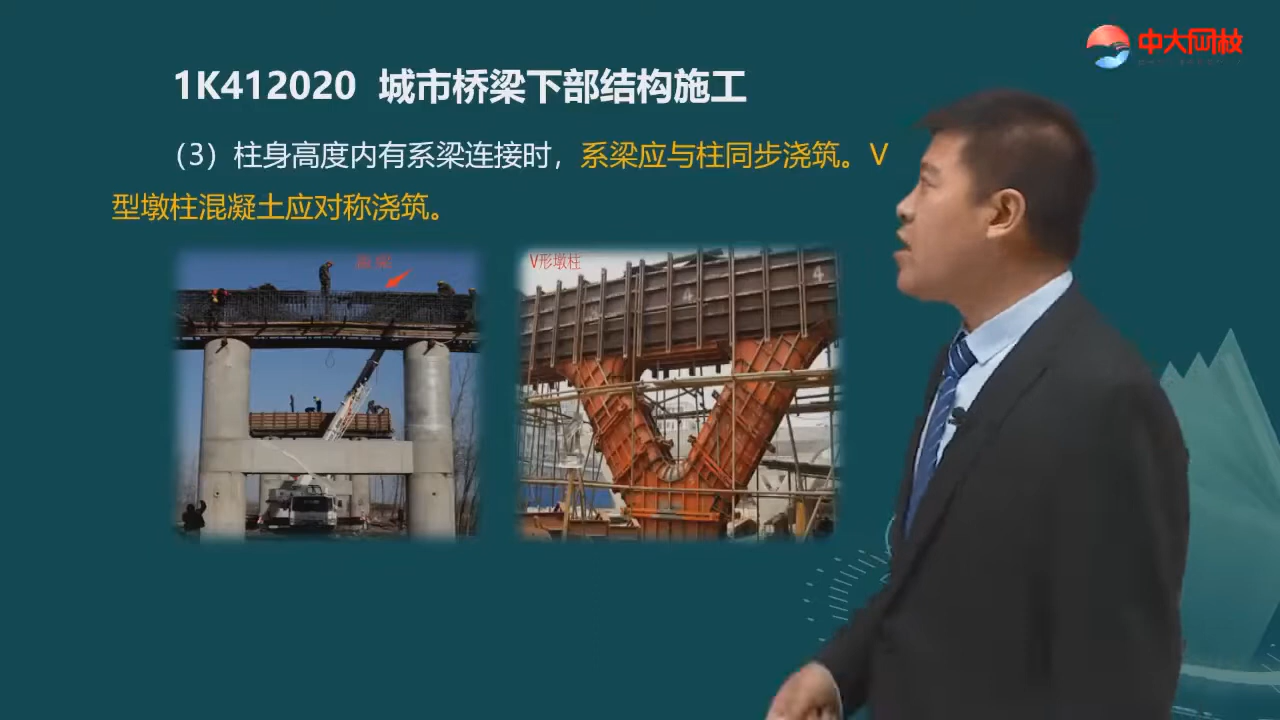 中大网校
1K412020 城市桥梁下部结构施工
（3）柱身高度内有系梁连接时，系梁应与柱同步浇筑。V
型墩柱混凝土应对称浇筑。
V形墩柱
4
4